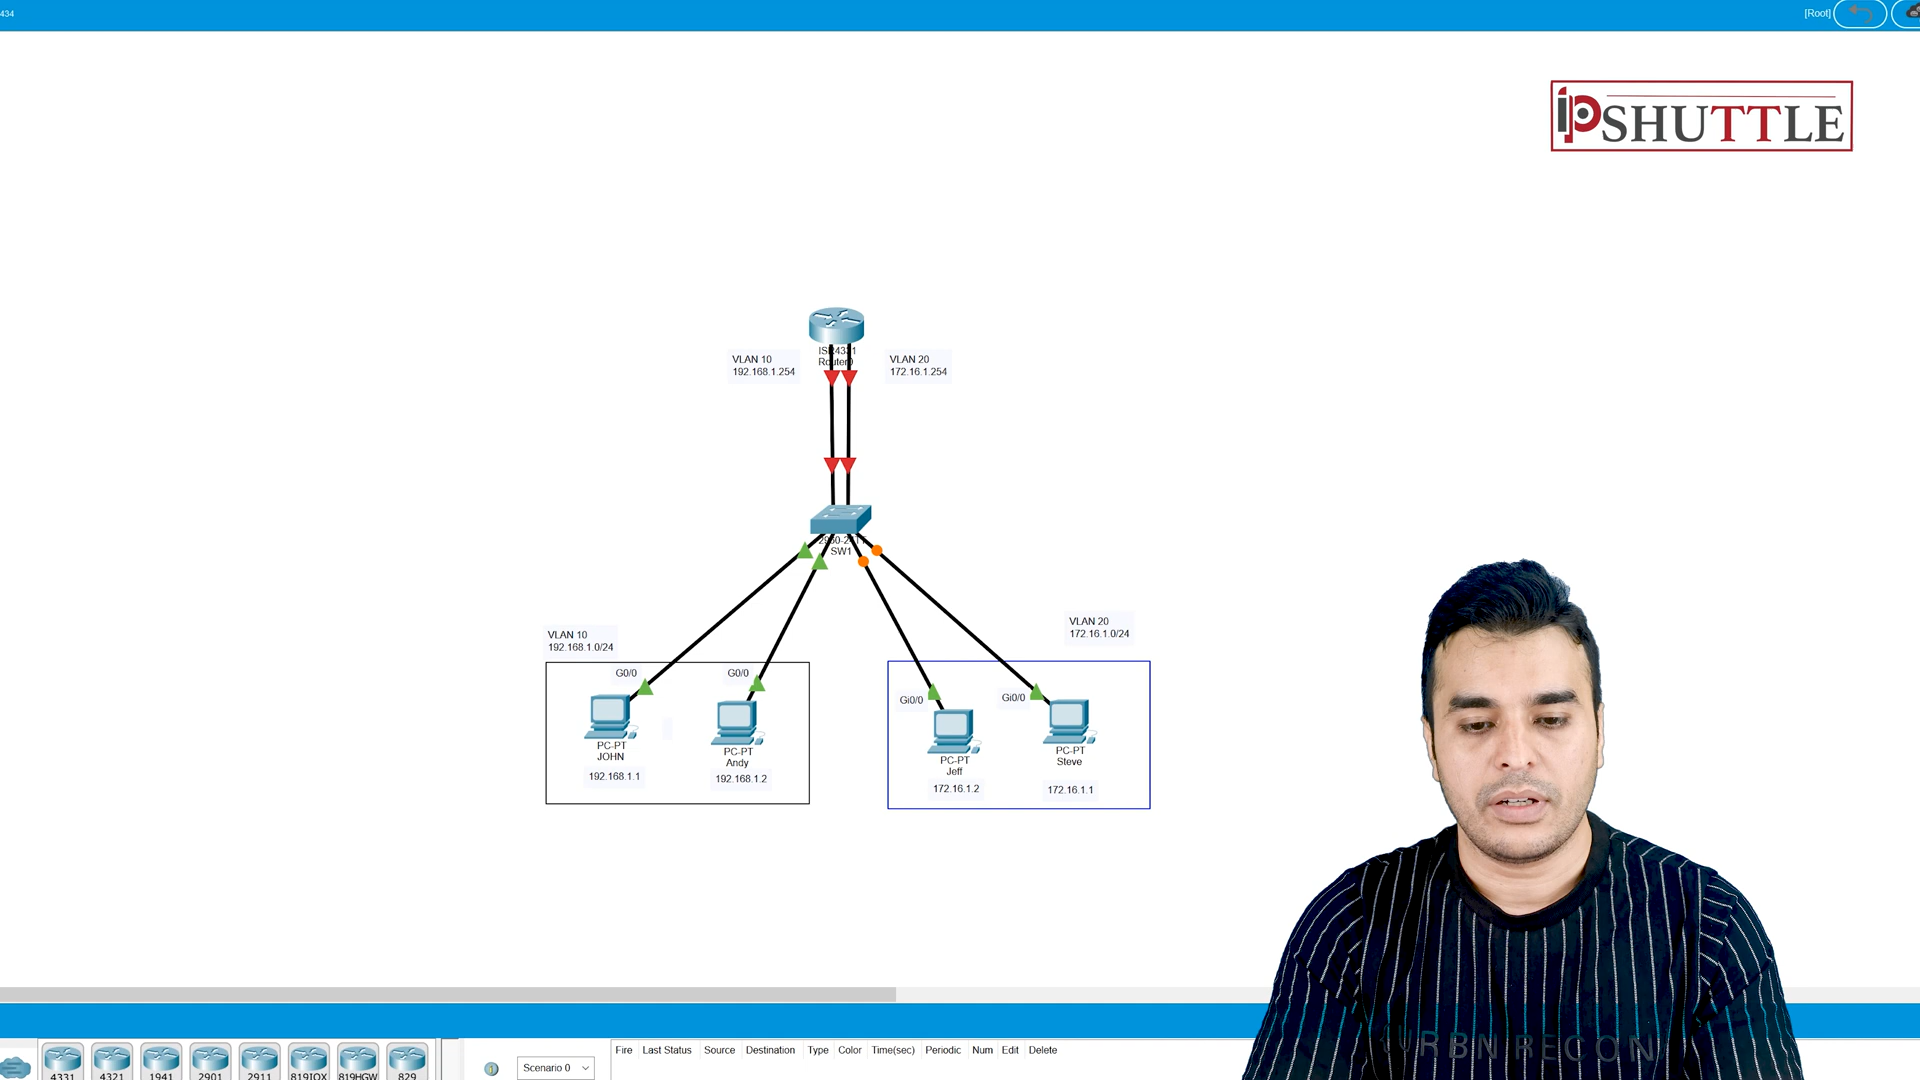 434
[Root]
ipSHUTTLE
ISR4331
Router0
VLAN 10
192.168.1.254
VLAN 20
172.16.1.254
SW1
VLAN 10
192.168.1.0/24
VLAN 20
172.16.1.0/24
G0/0
G0/0
Gi0/0
Gi0/0
PC-PT
JOHN
192.168.1.1
PC-PT
Andy
192.168.1.2
PC-PT
Jeff
172.16.1.2
PC-PT
Steve
172.16.1.1
URBN RECON
4331
4321
1941
2901
2911
819IOX
819HGW
829
Scenario 0
Fire Last Status Source Destination Type Color Time(sec) Periodic Num Edit Delete